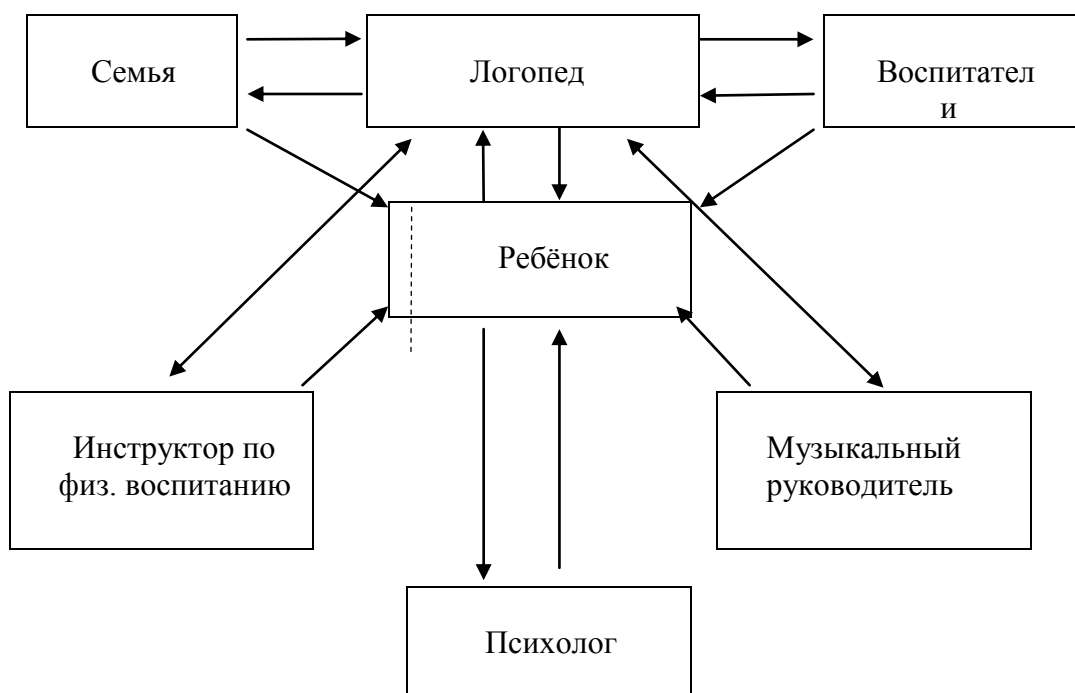 Семья
Логопед
Воспитател
и
Ребёнок
Инструктор по
физ. воспитанию
Музыкальный
руководитель
Психолог